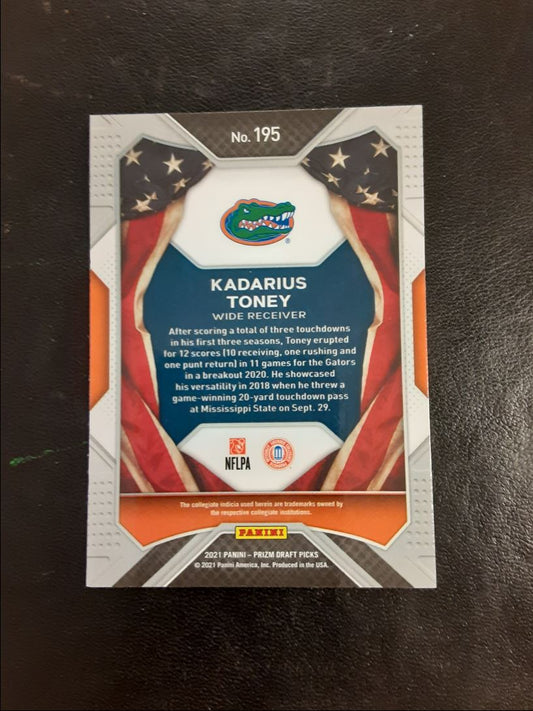 No. 195
®
KADARIUS
TONEY
WIDE RECEIVER
After scoring a total of three touchdowns
in his first three seasons, Toney erupted
for 12 scores (10 receiving, one rushing and
one punt return) in 11 games for the Gators
in a breakout 2020. He showcased
his versatility in 2018 when he threw a
game-winning 20-yard touchdown pass
at Mississippi State on Sept. 29.
NFLPA
The collegiate indicia used herein are trademarks owned by
the respective collegiate institutions.
PANINI
2021 PANINI – PRIZM DRAFT PICKS
© 2021 Panini America, Inc. Produced in the USA.